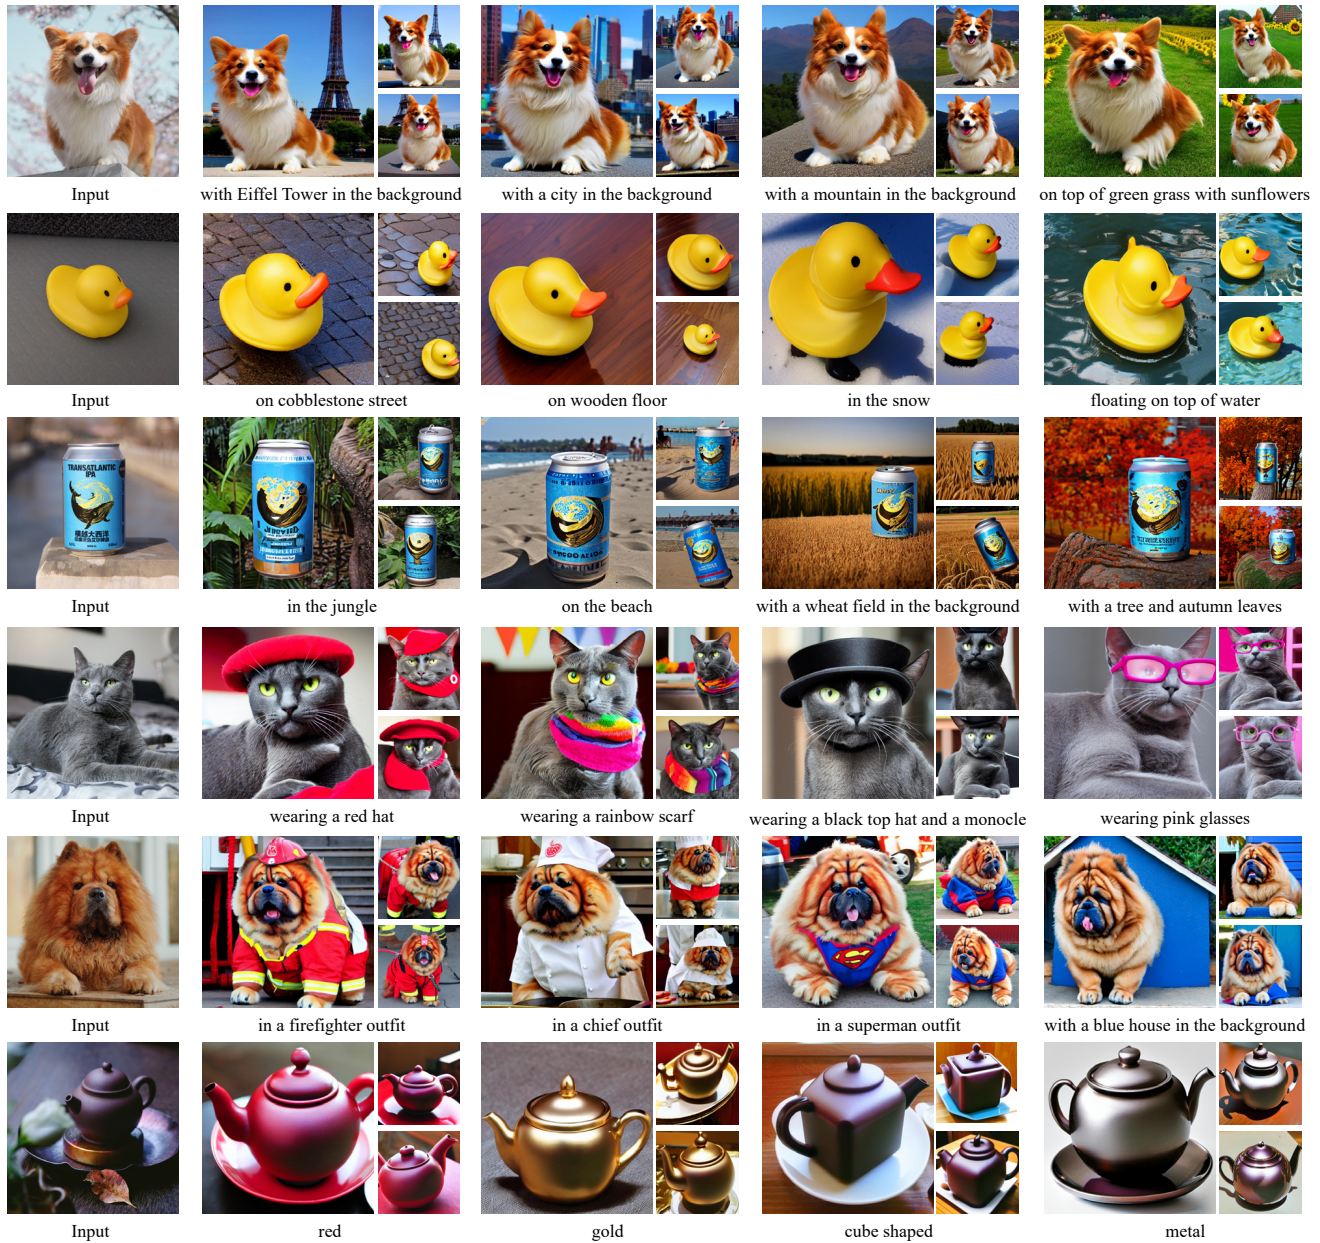 Input
with Eiffel Tower in the background
with a city in the background
with a mountain in the background
on top of green grass with sunflowers
Input
on cobblestone street
on wooden floor
in the snow
floating on top of water
TRANSATLANTIC
IPA
横越大西洋
Input
in the jungle
on the beach
with a wheat field in the background
with a tree and autumn leaves
Input
wearing a red hat
wearing a rainbow scarf
wearing a black top hat and a monocle
wearing pink glasses
Input
in a firefighter outfit
in a chief outfit
in a superman outfit
with a blue house in the background
Input
red
gold
cube shaped
metal